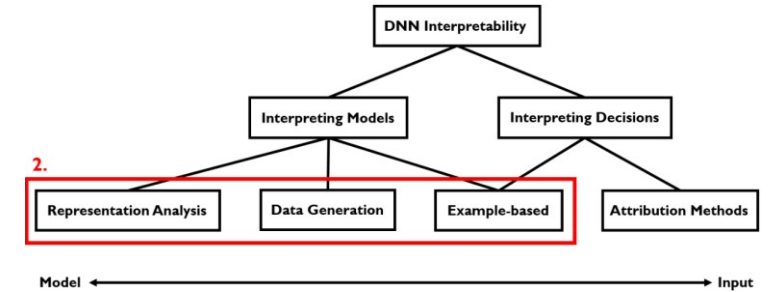 DNN Interpretability
Interpreting Models
Interpreting Decisions
2.
Representation Analysis
Data Generation
Example-based
Attribution Methods
Model
Input